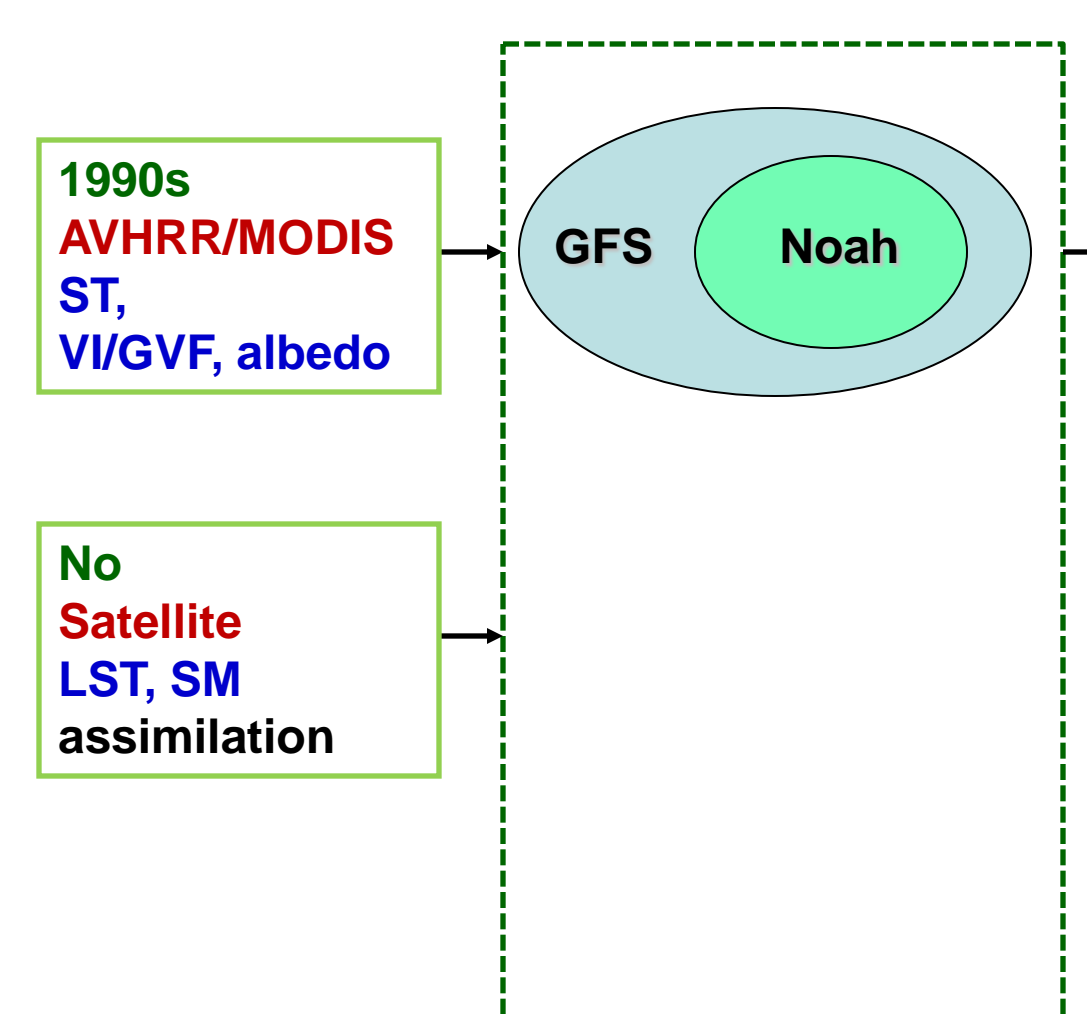 1990s
AVHRR/MODIS
ST,
VI/GVF, albedo
GFS
Noah
No
Satellite
LST, SM
assimilation